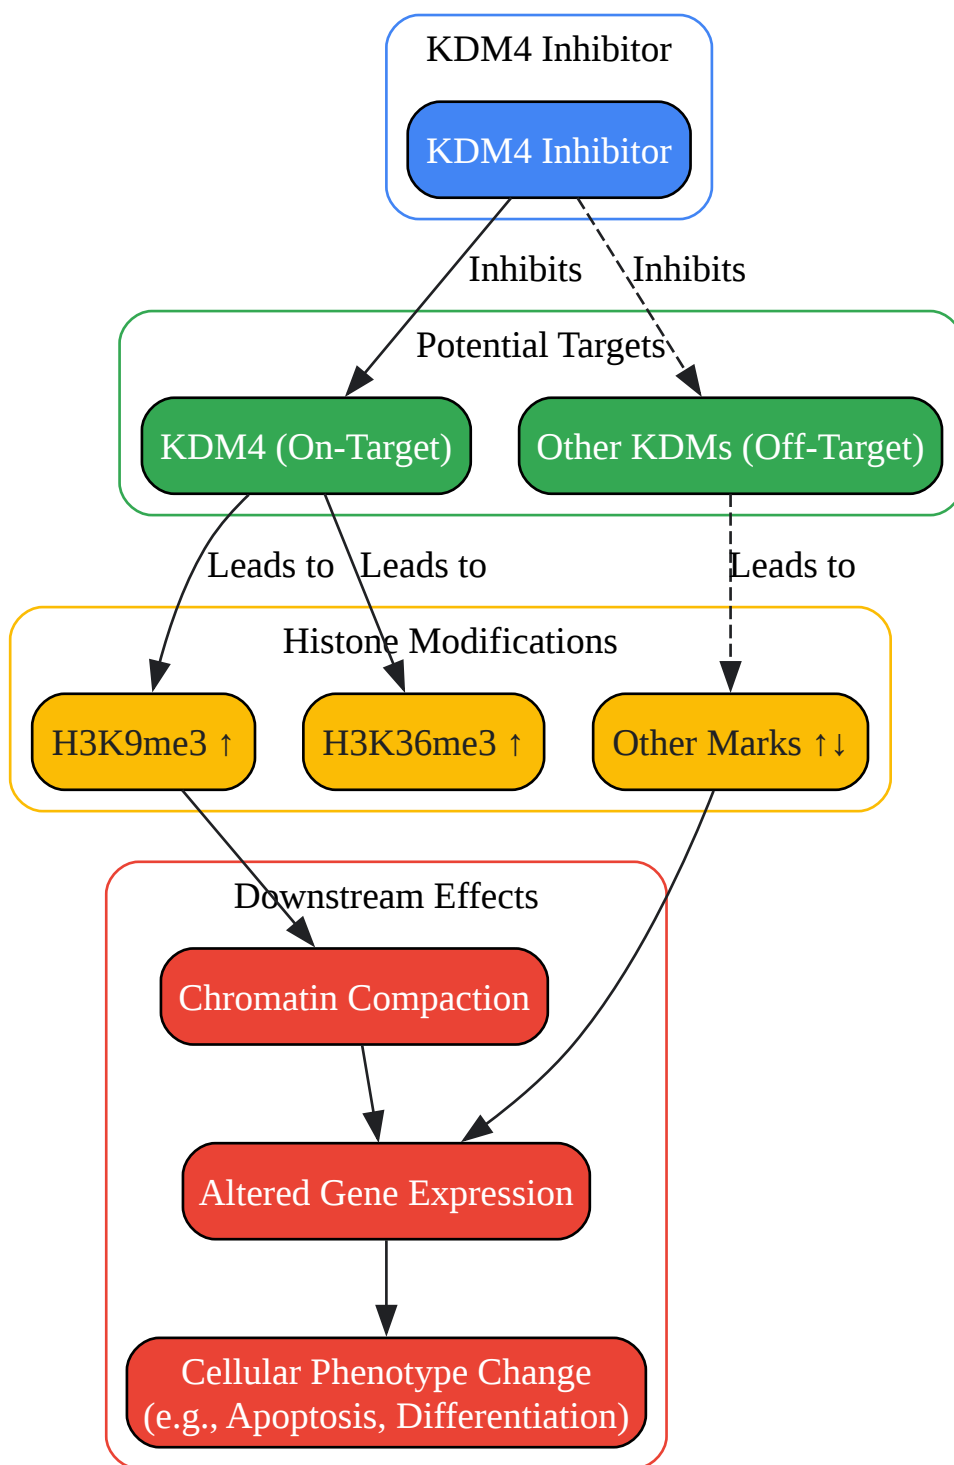 KDM4 Inhibitor
KDM4 Inhibitor
Inhibits
Inhibits
Potential Targets
KDM4 (On-Target)
Other KDMs (Off-Target)
Leads to
Leads to
Leads to
Histone Modifications
H3K9me3 ↑
H3K36me3 ↑
Other Marks ↑↓
Downstream Effects
Chromatin Compaction
Altered Gene Expression
Cellular Phenotype Change
(e.g., Apoptosis, Differentiation)